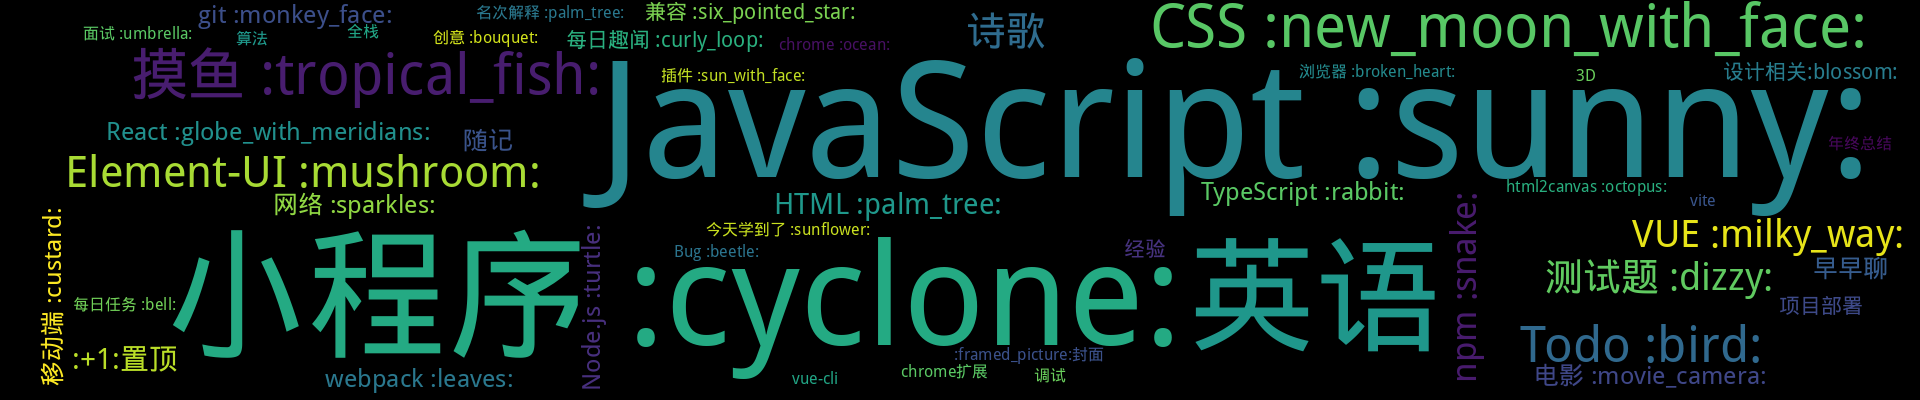 git :monkey_face:
名次解释 :palm_tree:
兼容 :six_pointed_star:
CSS :new_moon_with_face:
面试 :umbrella:
算法
全栈
创意 :bouquet:
每日趣闻 :curly_loop:
chrome :ocean:
诗歌
摸鱼 :tropical_fish:
插件 :sun_with_face:
浏览器 :broken_heart:
3D
设计相关:blossom:
JavaScript :sunny:
React :globe_with_meridians:
随记
年终总结
Element-UI :mushroom:
网络 :sparkles:
HTML :palm_tree:
TypeScript :rabbit:
html2canvas :octopus:
vite
今天学到了 :sunflower:
VUE :milky_way:
移动端 :custard:
小程序 :cyclone:
Node.js :turtle:
Bug :beetle:
经验
英语
npm :snake:
测试题 :dizzy:
早早聊
每日任务 :bell:
项目部署
:+1:置顶
Todo :bird:
:framed_picture:封面
webpack :leaves:
vue-cli
chrome扩展
调试
电影 :movie_camera: